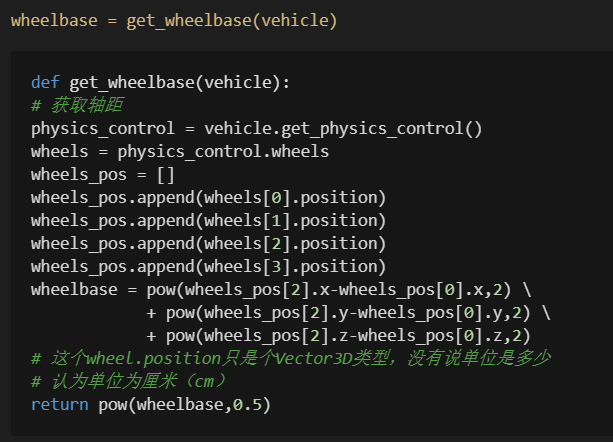 wheelbase = get_wheelbase(vehicle)
def get_wheelbase(vehicle):
# 获取轴距
physics_control = vehicle.get_physics_control()
wheels = physics_control.wheels
wheels_pos = []
wheels_pos.append(wheels[0].position)
wheels_pos.append(wheels[1].position)
wheels_pos.append(wheels[2].position)
wheels_pos.append(wheels[3].position)
wheelbase = pow(wheels_pos[2].x-wheels_pos[0].x,2) \
+ pow(wheels_pos[2].y-wheels_pos[0].y,2) \
+ pow(wheels_pos[2].z-wheels_pos[0].z,2)
# 这个wheel.position只是个Vector3D类型，没有说单位是多少
# 认为单位为厘米（cm）
return pow(wheelbase,0.5)